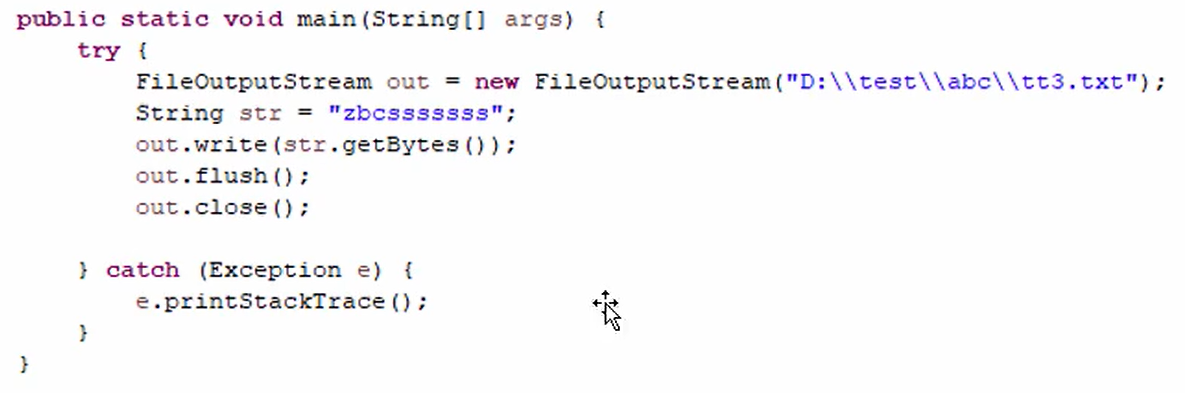 public static void main(String[] args) {
try {
FileOutputStream out = new FileOutputStream("D:\\test\\abc\\tt3.txt");
String str = "zbcsssssss";
out.write(str.getBytes());
out.flush();
out.close();
} catch (Exception e) {
e.printStackTrace();
}
}